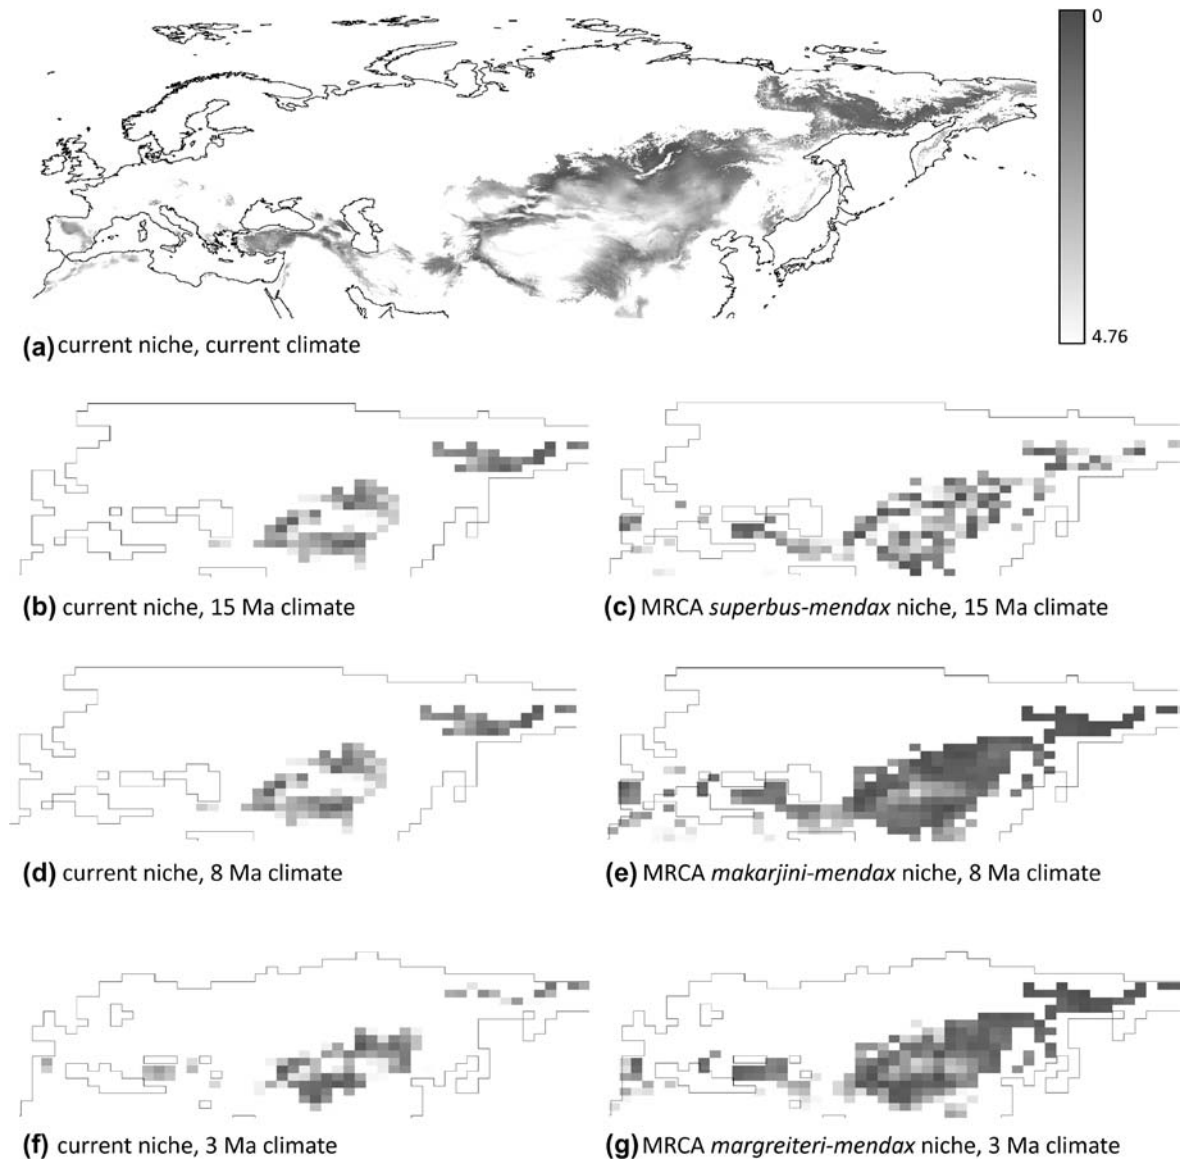 0
4.76
(a) current niche, current climate
(b) current niche, 15 Ma climate
(c) MRCA superbus-mendax niche, 15 Ma climate
(d) current niche, 8 Ma climate
(e) MRCA makarjini-mendax niche, 8 Ma climate
(f) current niche, 3 Ma climate
(g) MRCA margreiteri-mendax niche, 3 Ma climate